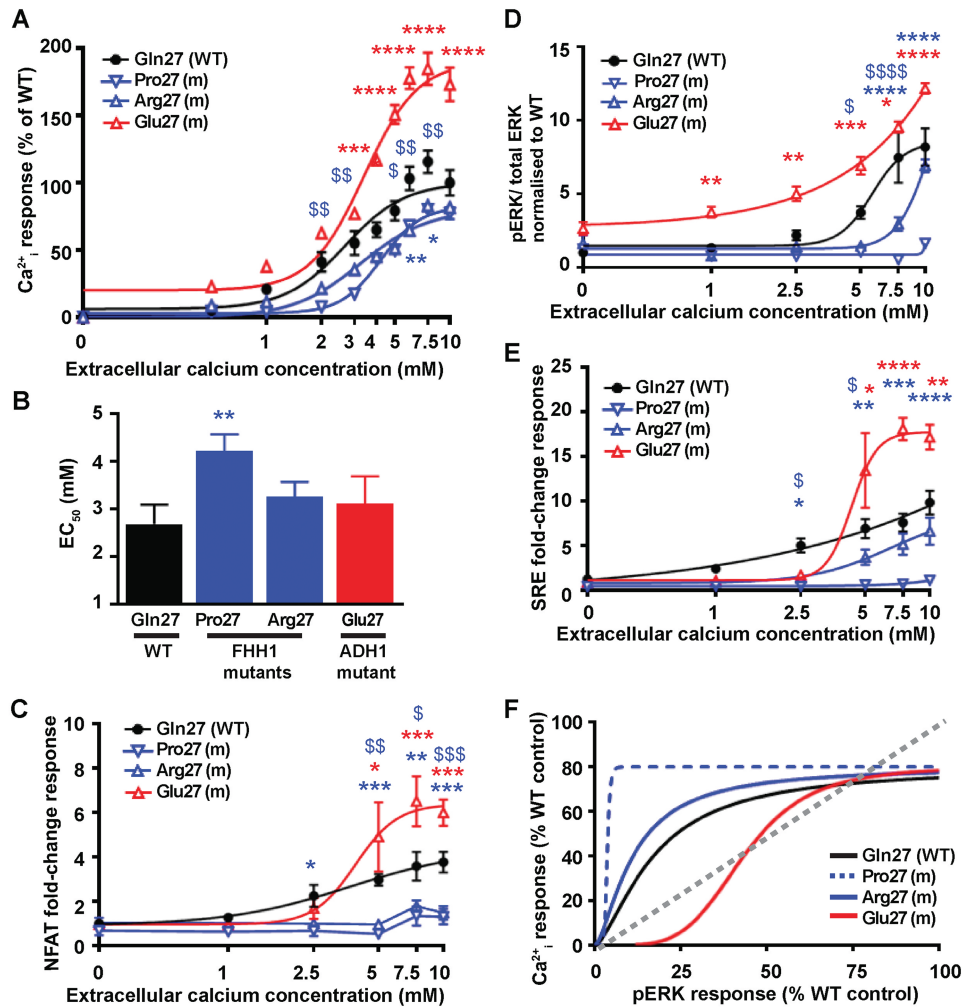 A
Ca²⁺ᵢ response (% of WT)
200
150
100
50
0
Gln27 (WT)
Pro27 (m)
Arg27 (m)
Glu27 (m)
$$
$$
***
****
$
$$
****
****
$$
****
**
*
0
1
2
3
4
5
7.5
10
Extracellular calcium concentration (mM)
B
EC₅₀ (mM)
5
4
3
2
1
**
Gln27
Pro27
Arg27
Glu27
WT
FHH1
mutants
ADH1
mutant
C
NFAT fold-change response
10
8
6
4
2
0
Gln27 (WT)
Pro27 (m)
Arg27 (m)
Glu27 (m)
*
$$
*
***
$
***
**
$$$
***
***
0
1
2.5
5
7.5
10
Extracellular calcium concentration (mM)
D
pERK/ total ERK
normalised to WT
15
10
5
0
Gln27 (WT)
Pro27 (m)
Arg27 (m)
Glu27 (m)
**
**
$
***
$$$$
****
*
****
****
0
1
2.5
5
7.5
10
Extracellular calcium concentration (mM)
E
SRE fold-change response
25
20
15
10
5
0
Gln27 (WT)
Pro27 (m)
Arg27 (m)
Glu27 (m)
$
*
$
*
**
****
***
**
****
0
1
2.5
5
7.5
10
Extracellular calcium concentration (mM)
F
Ca²⁺ᵢ response (% WT control)
100
80
60
40
20
0
Gln27 (WT)
Pro27 (m)
Arg27 (m)
Glu27 (m)
0
25
50
75
100
pERK response (% WT control)